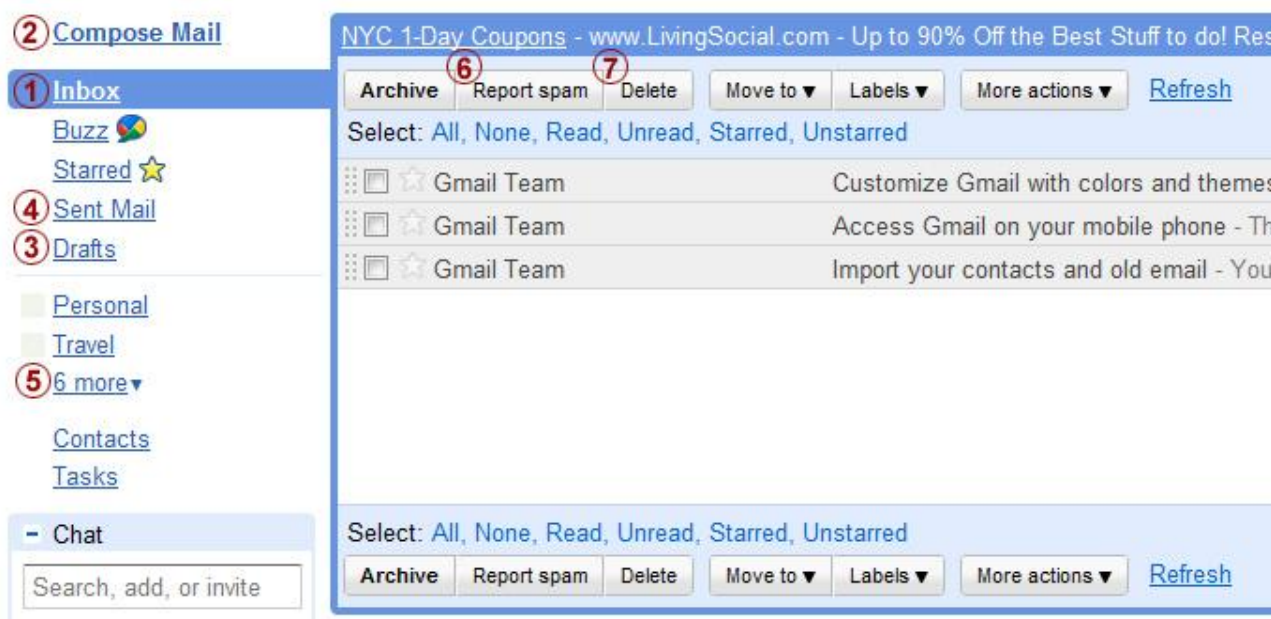 2 Compose Mail
1 Inbox
Buzz
Starred
4 Sent Mail
3 Drafts
Personal
Travel
5 6 more▼
Contacts
Tasks
- Chat
Search, add, or invite
NYC 1-Day Coupons - www.LivingSocial.com - Up to 90% Off the Best Stuff to do! Res
6 7
Archive Report spam Delete Move to ▼ Labels ▼ More actions ▼ Refresh
Select: All, None, Read, Unread, Starred, Unstarred
Gmail Team Customize Gmail with colors and themes
Gmail Team Access Gmail on your mobile phone - Th
Gmail Team Import your contacts and old email - You
Select: All, None, Read, Unread, Starred, Unstarred
Archive Report spam Delete Move to ▼ Labels ▼ More actions ▼ Refresh